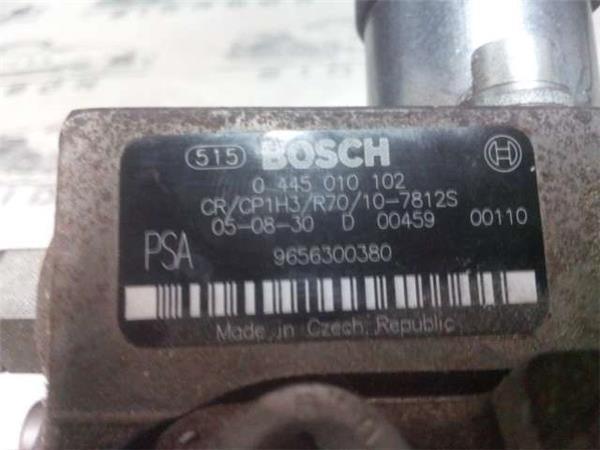 515 BOSCH
0 445 010 102
CR/CP1H3/R70/10-7812S
05-08-30 D 00459 00110
PSA 9656300380
Made in Czech Republic